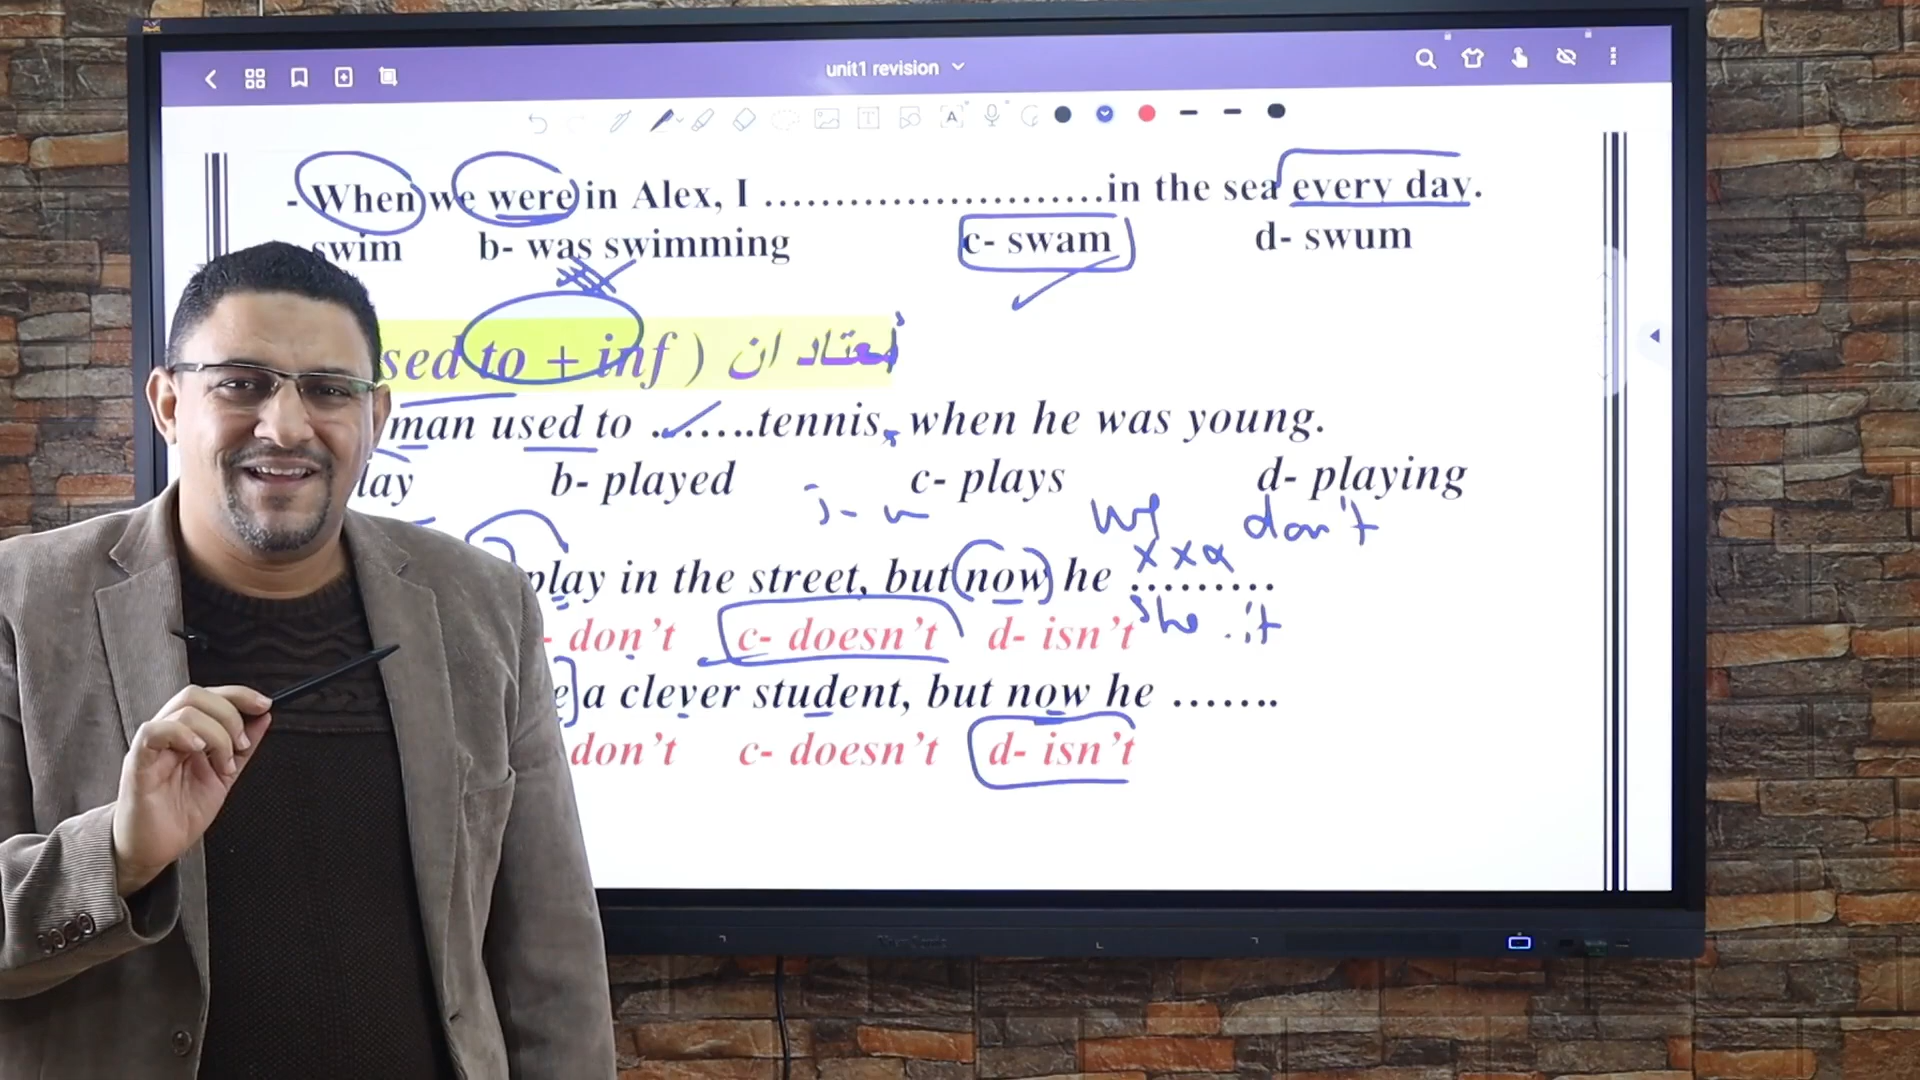 unit1 revision
- When we were in Alex, I ..............................in the sea every day.
swim b- was swimming c- swam d- swum
sed to + inf ) أعتاد ان
man used to ........tennis, when he was young.
lay b- played c- plays d- playing
we don't
play in the street, but now he ..........
- don't c- doesn't d- isn't she .it
e a clever student, but now he .......
don't c- doesn't d- isn't